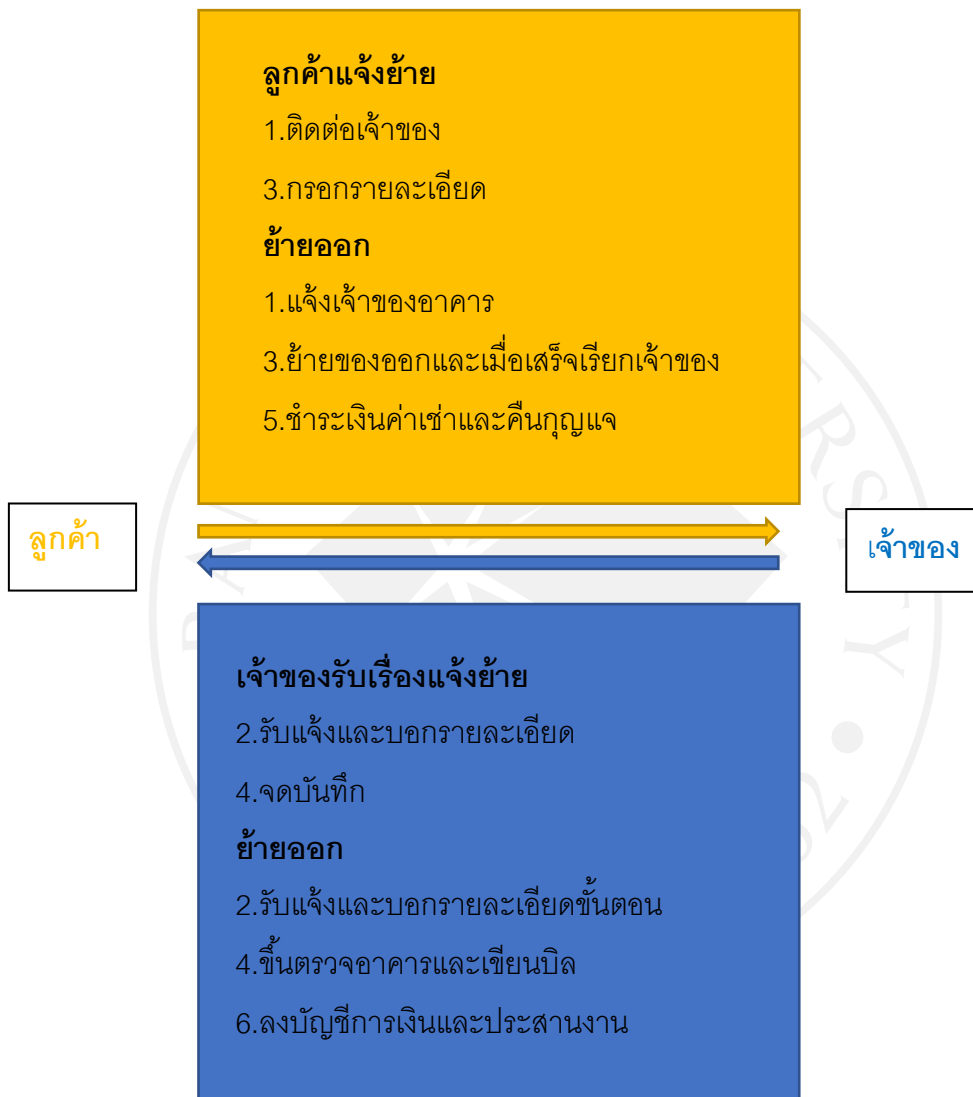 ลูกค้าแจ้งย้าย
1.ติดต่อเจ้าของ
3.กรอกรายละเอียด
ย้ายออก
1.แจ้งเจ้าของอาคาร
3.ย้ายของออกและเมื่อเสร็จเรียกเจ้าของ
5.ชำระเงินค่าเช่าและคืนกุญแจ
ลูกค้า
เจ้าของ
เจ้าของรับเรื่องแจ้งย้าย
2.รับแจ้งและบอกรายละเอียด
4.จดบันทึก
ย้ายออก
2.รับแจ้งและบอกรายละเอียดขั้นตอน
4.ขึ้นตรวจอาคารและเขียนบิล
6.ลงบัญชีการเงินและประสานงาน